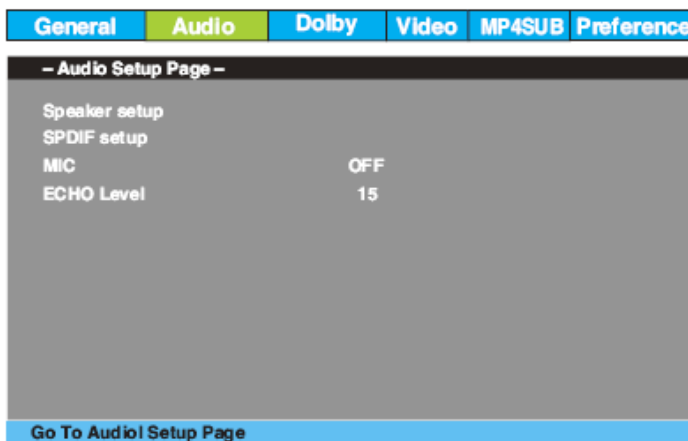 General Audio Dolby Video MP4SUB Preference
– Audio Setup Page –
Speaker setup
SPDIF setup
MIC OFF
ECHO Level 15
Go To Audiol Setup Page